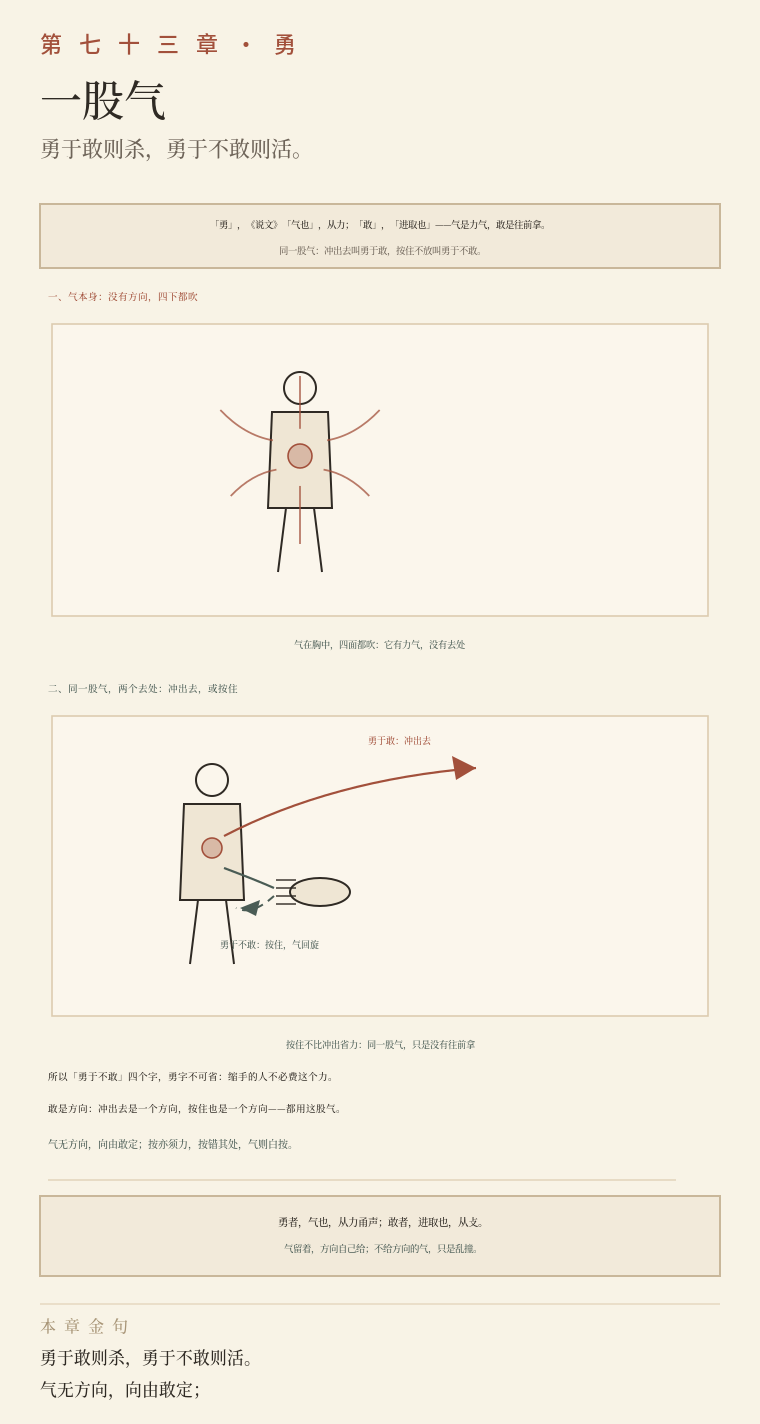 第七十三章·勇
一股气
勇于敢则杀，勇于不敢则活。
「勇」，《说文》「气也」，从力；「敢」，「进取也」——气是力气，敢是往前拿。
同一股气：冲出去叫勇于敢，按住不放叫勇于不敢。
一、气本身：没有方向，四下都吹
气在胸中，四面都吹：它有力气，没有去处
二、同一股气，两个去处：冲出去，或按住
勇于敢：冲出去
勇于不敢：按住，气回旋
按住不比冲出省力：同一股气，只是没有往前拿
所以「勇于不敢」四个字，勇字不可省：缩手的人不必费这个力。
敢是方向：冲出去是一个方向，按住也是一个方向——都用这股气。
气无方向，向由敢定；按亦须力，按错其处，气则白按。
勇者，气也，从力甬声；敢者，进取也，从𠬪。
气留着，方向自己给；不给方向的气，只是乱撞。
本章金句
勇于敢则杀，勇于不敢则活。
气无方向，向由敢定；